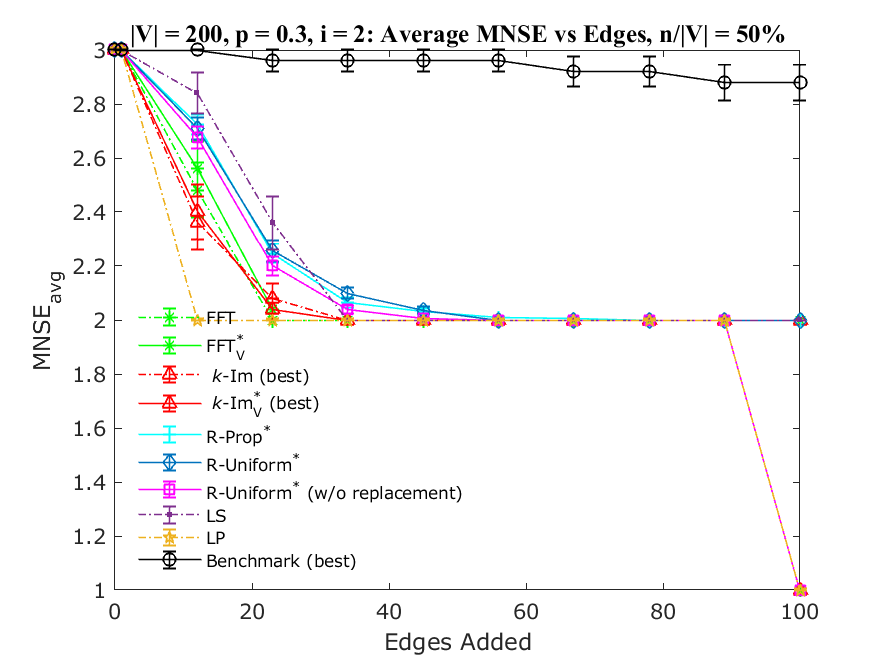 |V| = 200, p = 0.3, i = 2: Average MNSE vs Edges, n/|V| = 50%
3
2.8
2.6
2.4
2.2
2
1.8
1.6
1.4
1.2
1
MNSE_avg
FFT
FFT*_V
k-Im (best)
k-Im*_V (best)
R-Prop*
R-Uniform*
R-Uniform* (w/o replacement)
LS
LP
Benchmark (best)
0 20 40 60 80 100
Edges Added